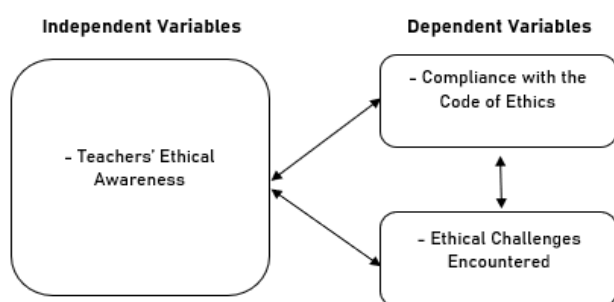 Independent Variables
Dependent Variables
- Teachers' Ethical
Awareness
- Compliance with the
Code of Ethics
- Ethical Challenges
Encountered